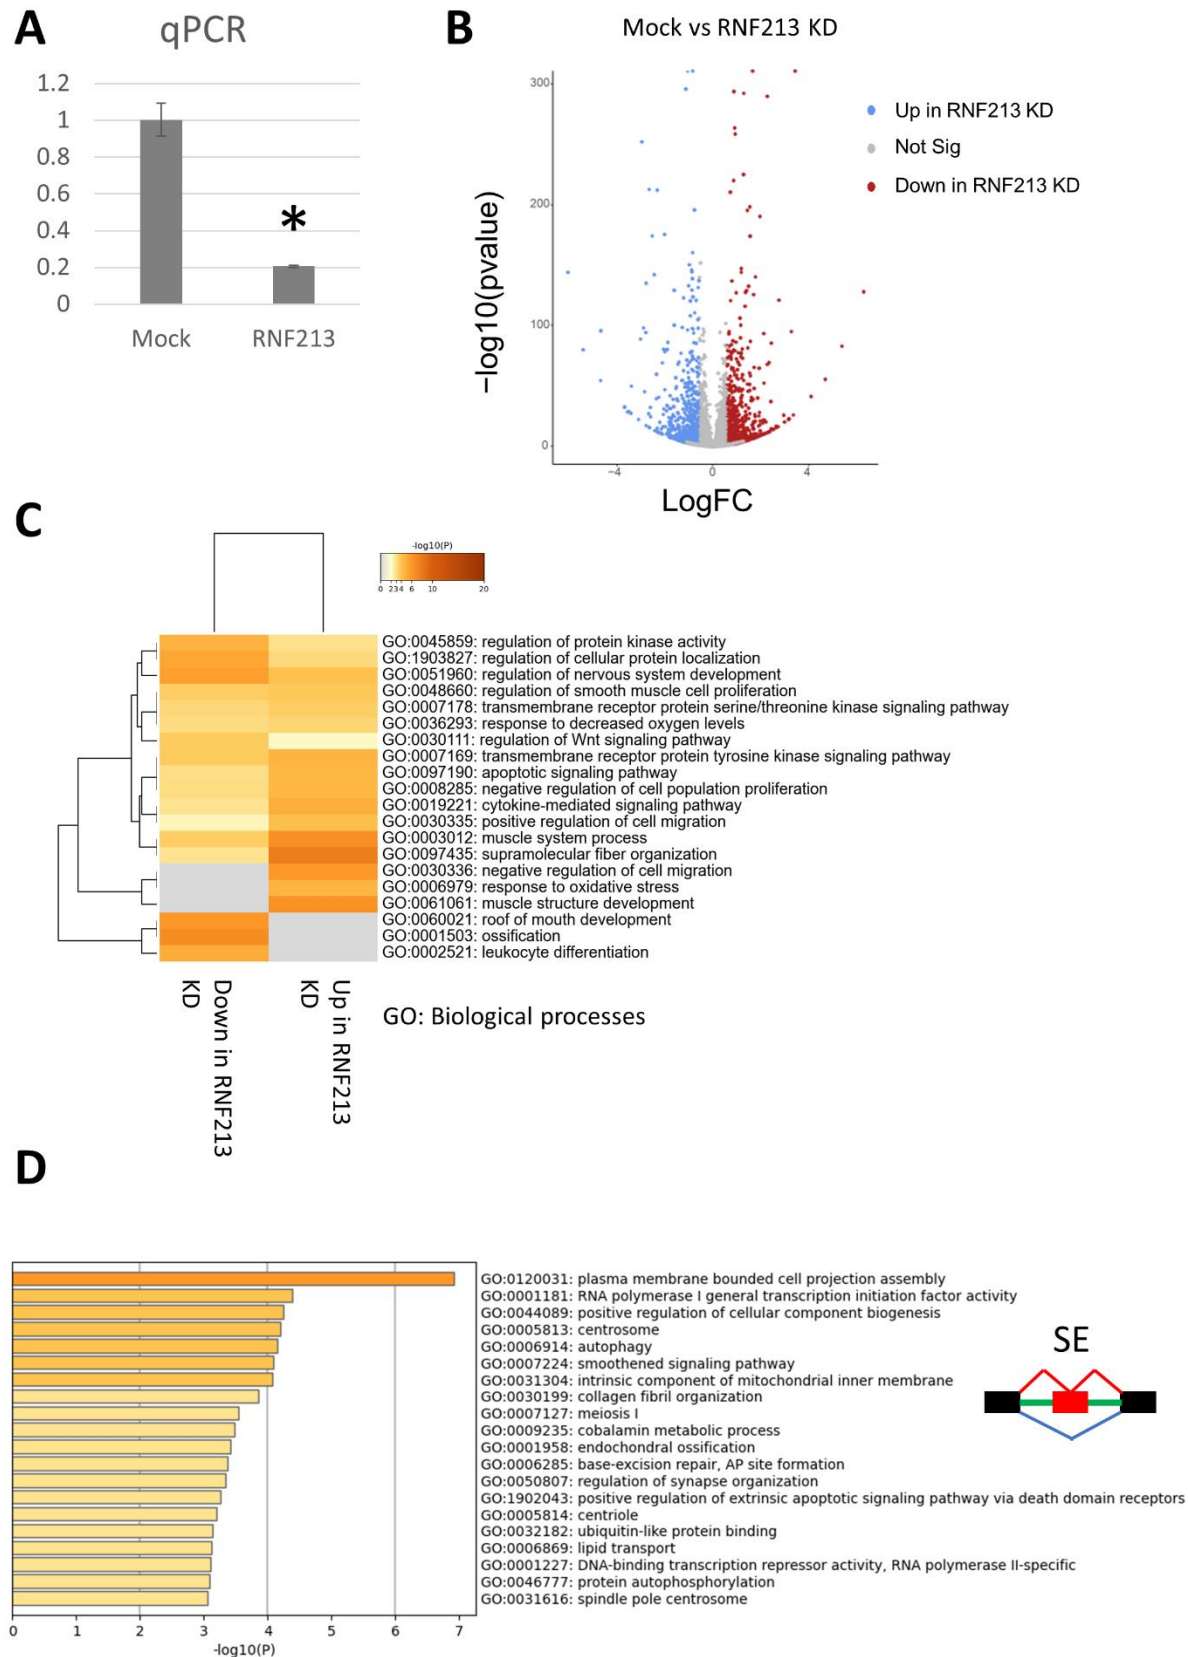 A
qPCR
1.2
1
0.8
0.6
0.4
0.2
0
*
Mock
RNF213
B
Mock vs RNF213 KD
−log10(pvalue)
300
200
100
0
−4
0
4
LogFC
Up in RNF213 KD
Not Sig
Down in RNF213 KD
C
-log10(P)
0 2 3 4 6 10 20
GO:0045859: regulation of protein kinase activity
GO:1903827: regulation of cellular protein localization
GO:0051960: regulation of nervous system development
GO:0048660: regulation of smooth muscle cell proliferation
GO:0007178: transmembrane receptor protein serine/threonine kinase signaling pathway
GO:0036293: response to decreased oxygen levels
GO:0030111: regulation of Wnt signaling pathway
GO:0007169: transmembrane receptor protein tyrosine kinase signaling pathway
GO:0097190: apoptotic signaling pathway
GO:0008285: negative regulation of cell population proliferation
GO:0019221: cytokine-mediated signaling pathway
GO:0030335: positive regulation of cell migration
GO:0003012: muscle system process
GO:0097435: supramolecular fiber organization
GO:0030336: negative regulation of cell migration
GO:0006979: response to oxidative stress
GO:0061061: muscle structure development
GO:0060021: roof of mouth development
GO:0001503: ossification
GO:0002521: leukocyte differentiation
Down in RNF213
KD
Up in RNF213
KD
GO: Biological processes
D
GO:0120031: plasma membrane bounded cell projection assembly
GO:0001181: RNA polymerase I general transcription initiation factor activity
GO:0044089: positive regulation of cellular component biogenesis
GO:0005813: centrosome
GO:0006914: autophagy
GO:0007224: smoothened signaling pathway
GO:0031304: intrinsic component of mitochondrial inner membrane
GO:0030199: collagen fibril organization
GO:0007127: meiosis I
GO:0009235: cobalamin metabolic process
GO:0001958: endochondral ossification
GO:0006285: base-excision repair, AP site formation
GO:0050807: regulation of synapse organization
GO:1902043: positive regulation of extrinsic apoptotic signaling pathway via death domain receptors
GO:0005814: centriole
GO:0032182: ubiquitin-like protein binding
GO:0006869: lipid transport
GO:0001227: DNA-binding transcription repressor activity, RNA polymerase II-specific
GO:0046777: protein autophosphorylation
GO:0031616: spindle pole centrosome
0 1 2 3 4 5 6 7
-log10(P)
SE